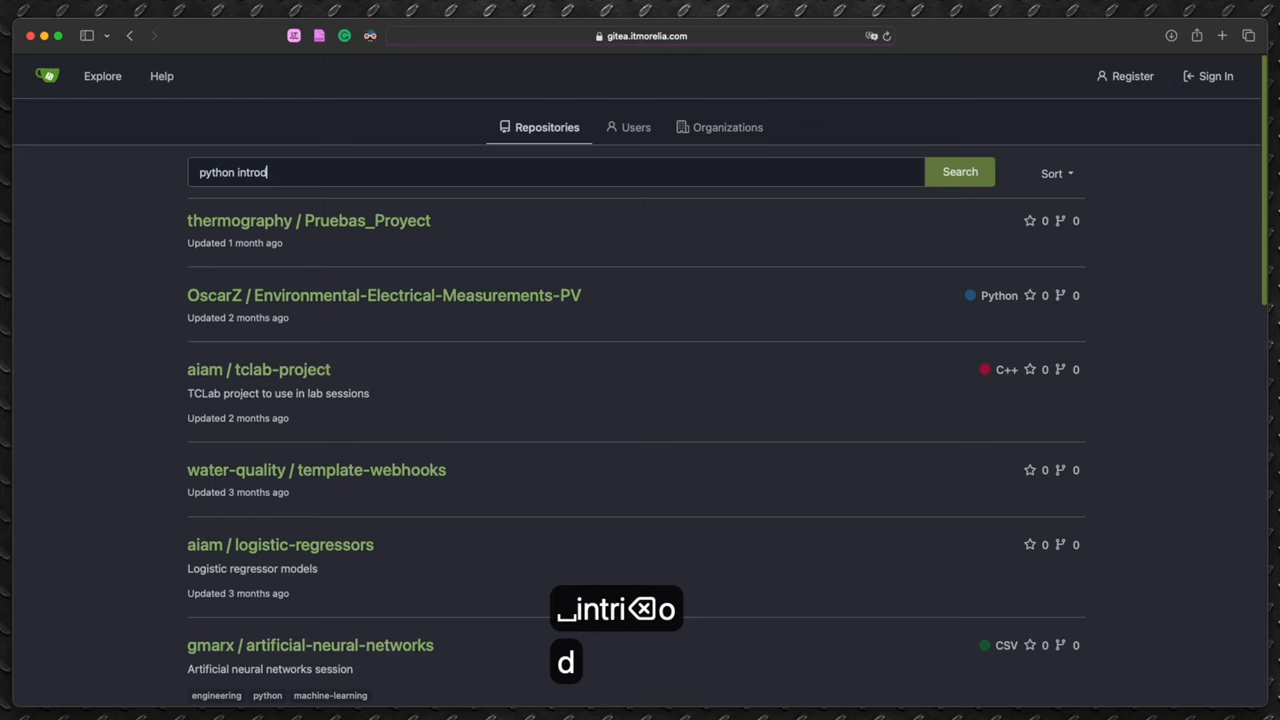 gitea.itmorelia.com
Explore Help Register Sign In
Repositories Users Organizations
python introd Search Sort
thermography / Pruebas_Proyect 0 0
Updated 1 month ago
OscarZ / Environmental-Electrical-Measurements-PV Python 0 0
Updated 2 months ago
aiam / tclab-project C++ 0 0
TCLab project to use in lab sessions
Updated 2 months ago
water-quality / template-webhooks 0 0
Updated 3 months ago
aiam / logistic-regressors 0 0
Logistic regressor models
Updated 3 months ago
␣intri⌫o
gmarx / artificial-neural-networks CSV 0 0
d
Artificial neural networks session
engineering python machine-learning